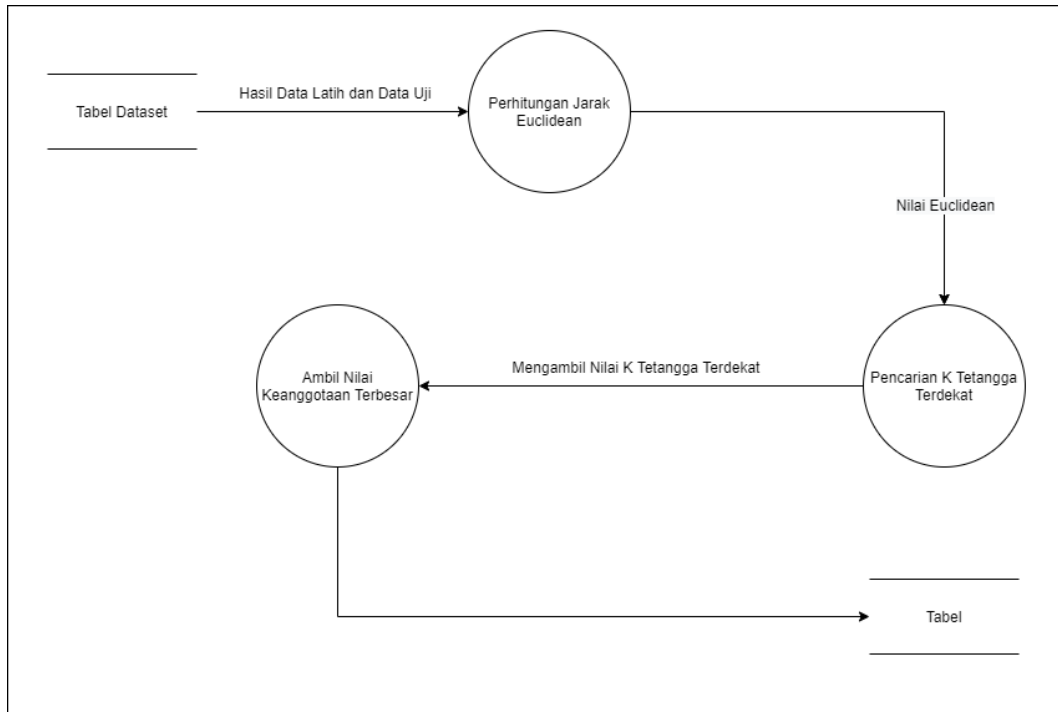 Tabel Dataset
Hasil Data Latih dan Data Uji
Perhitungan Jarak
Euclidean
Nilai Euclidean
Pencarian K Tetangga
Terdekat
Mengambil Nilai K Tetangga Terdekat
Ambil Nilai
Keanggotaan Terbesar
Tabel